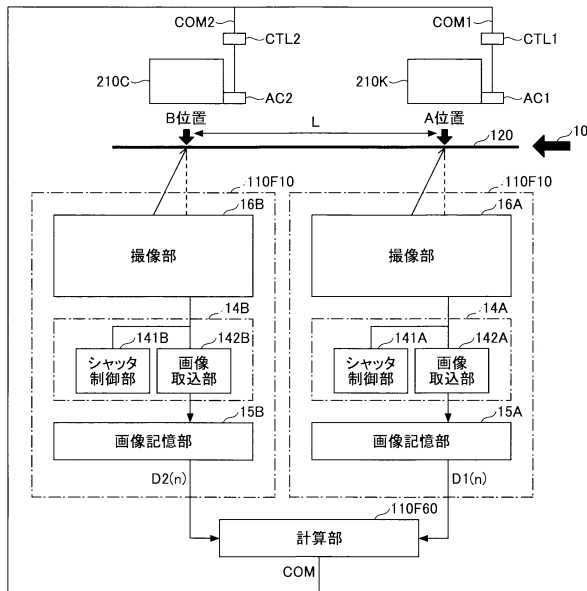 COM2
COM1
CTL2
CTL1
210C
210K
AC2
AC1
B位置
L
A位置
120
10
110F10
110F10
16B
16A
撮像部
撮像部
14B
14A
141B
142B
141A
142A
シャッタ
制御部
画像
取込部
シャッタ
制御部
画像
取込部
15B
15A
画像記憶部
画像記憶部
D2(n)
D1(n)
110F60
計算部
COM